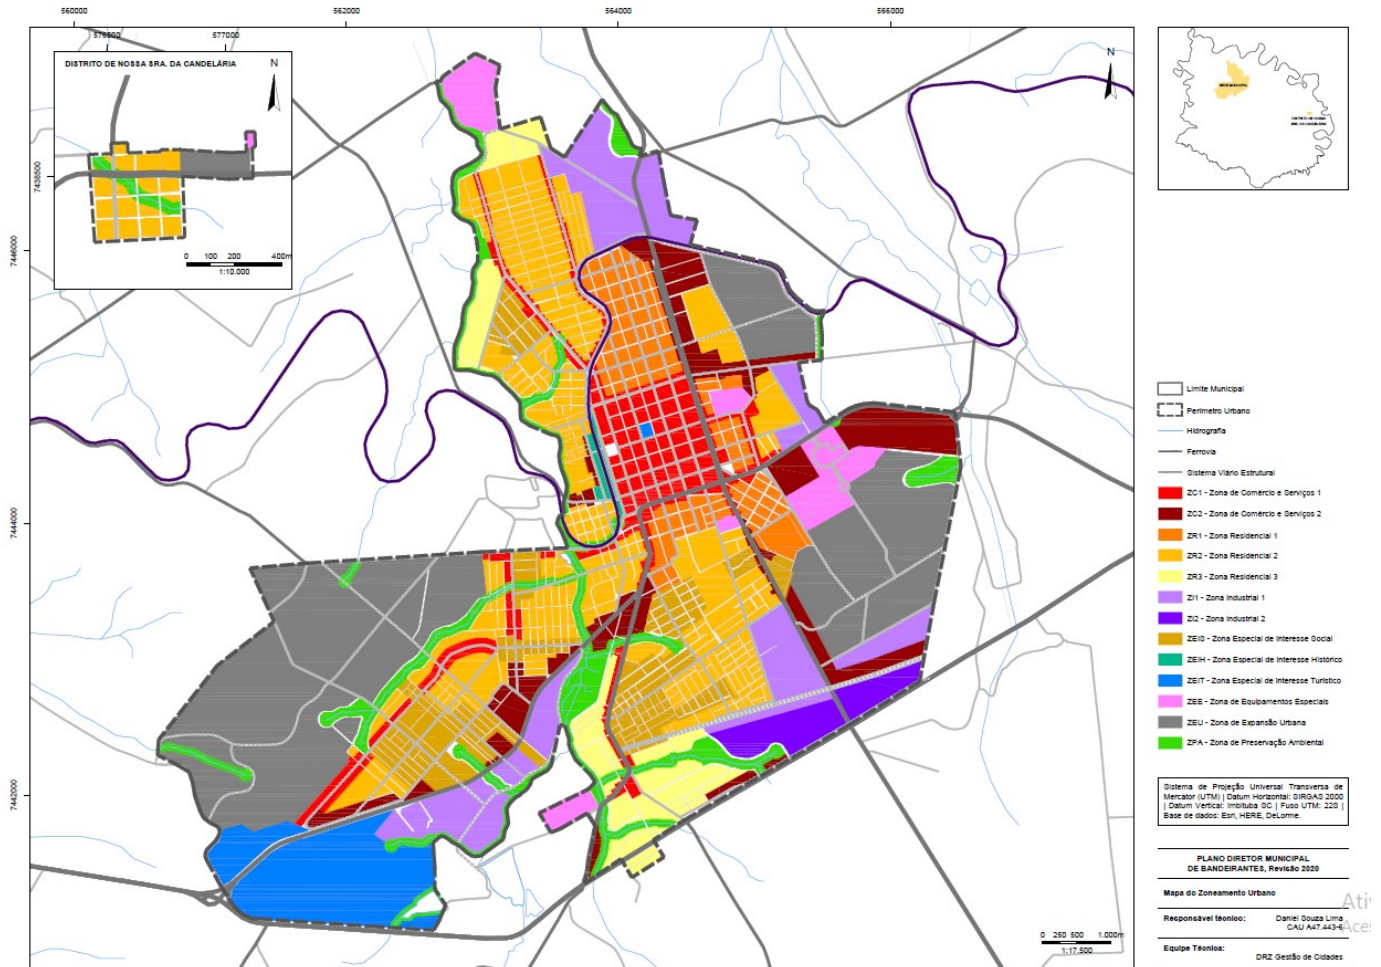 560000
562000
564000
566000
577000
DISTRITO DE NOSSA SRA. DA CANDELÁRIA
N
7438500
0 100 200 400m
1:10.000
N
7446000
7444000
7442000
0 250 500 1.000m
1:17.500
Limite Municipal
Perímetro Urbano
Hidrografia
Ferrovia
Sistema Viário Estrutural
ZC1 - Zona de Comércio e Serviços 1
ZC2 - Zona de Comércio e Serviços 2
ZR1 - Zona Residencial 1
ZR2 - Zona Residencial 2
ZR3 - Zona Residencial 3
ZI1 - Zona Industrial 1
ZI2 - Zona Industrial 2
ZEIS - Zona Especial de Interesse Social
ZEIH - Zona Especial de Interesse Histórico
ZEIT - Zona Especial de Interesse Turístico
ZEE - Zona de Equipamentos Especiais
ZEU - Zona de Expansão Urbana
ZPA - Zona de Preservação Ambiental
Sistema de Projeção Universal Transversa de
Mercator (UTM) | Datum Horizontal: SIRGAS 2000
| Datum Vertical: Imbituba SC | Fuso UTM: 22S |
Base de dados: Esri, HERE, DeLorme.
PLANO DIRETOR MUNICIPAL
DE BANDEIRANTES, Revisão 2020
Mapa do Zoneamento Urbano
Responsável técnico: Daniel Souza Lima
CAU A47.443-6
Equipe Técnica:
DRZ Gestão de Cidades
Ati
Aces